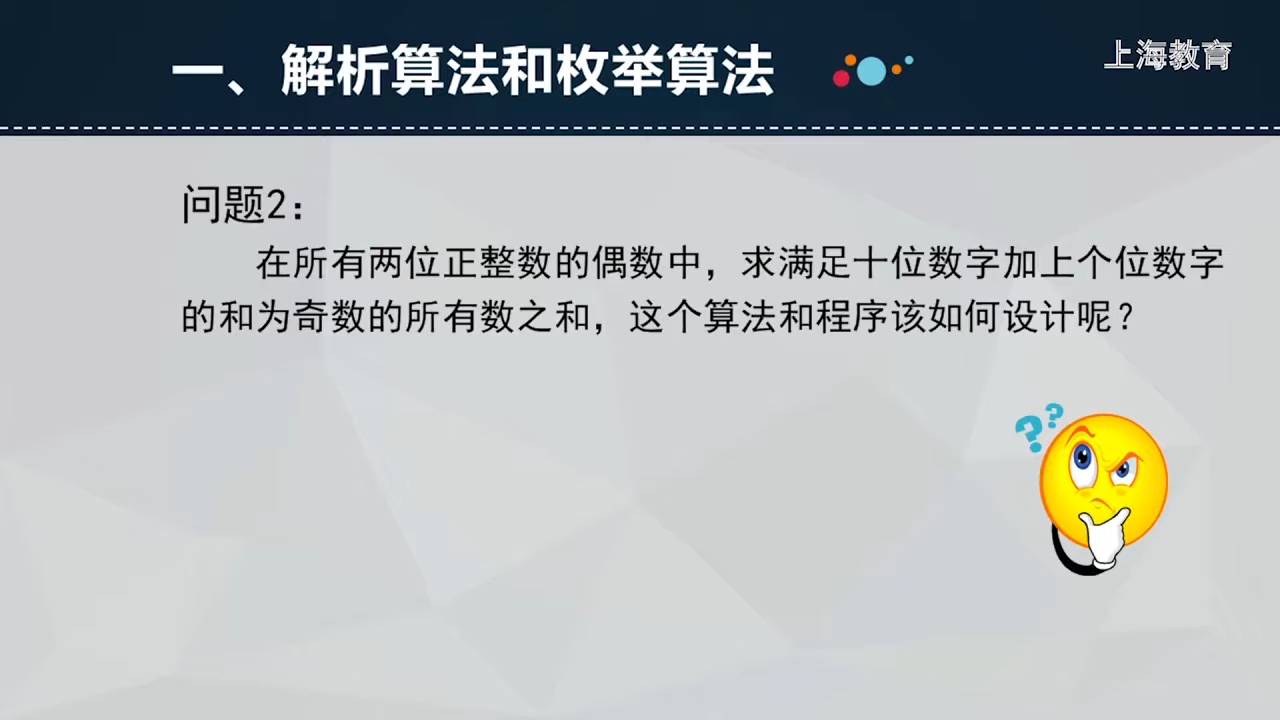 一、解析算法和枚举算法
上海教育
问题2：
在所有两位正整数的偶数中，求满足十位数字加上个位数字
的和为奇数的所有数之和，这个算法和程序该如何设计呢？
??